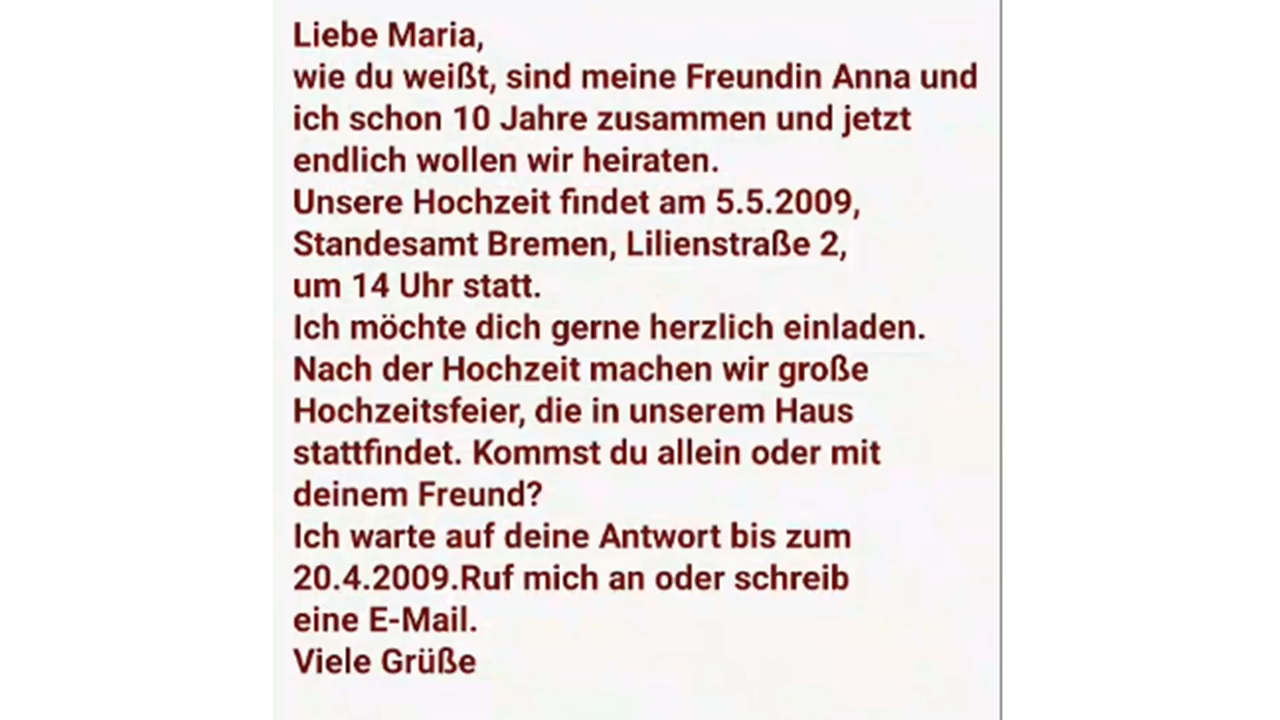 Liebe Maria,
wie du weißt, sind meine Freundin Anna und
ich schon 10 Jahre zusammen und jetzt
endlich wollen wir heiraten.
Unsere Hochzeit findet am 5.5.2009,
Standesamt Bremen, Lilienstraße 2,
um 14 Uhr statt.
Ich möchte dich gerne herzlich einladen.
Nach der Hochzeit machen wir große
Hochzeitsfeier, die in unserem Haus
stattfindet. Kommst du allein oder mit
deinem Freund?
Ich warte auf deine Antwort bis zum
20.4.2009.Ruf mich an oder schreib
eine E-Mail.
Viele Grüße